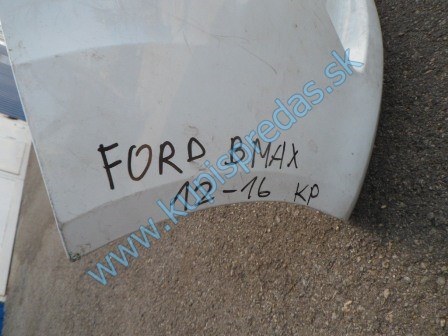 FORD BMAX
12-16 KP
www.kupispredas.sk